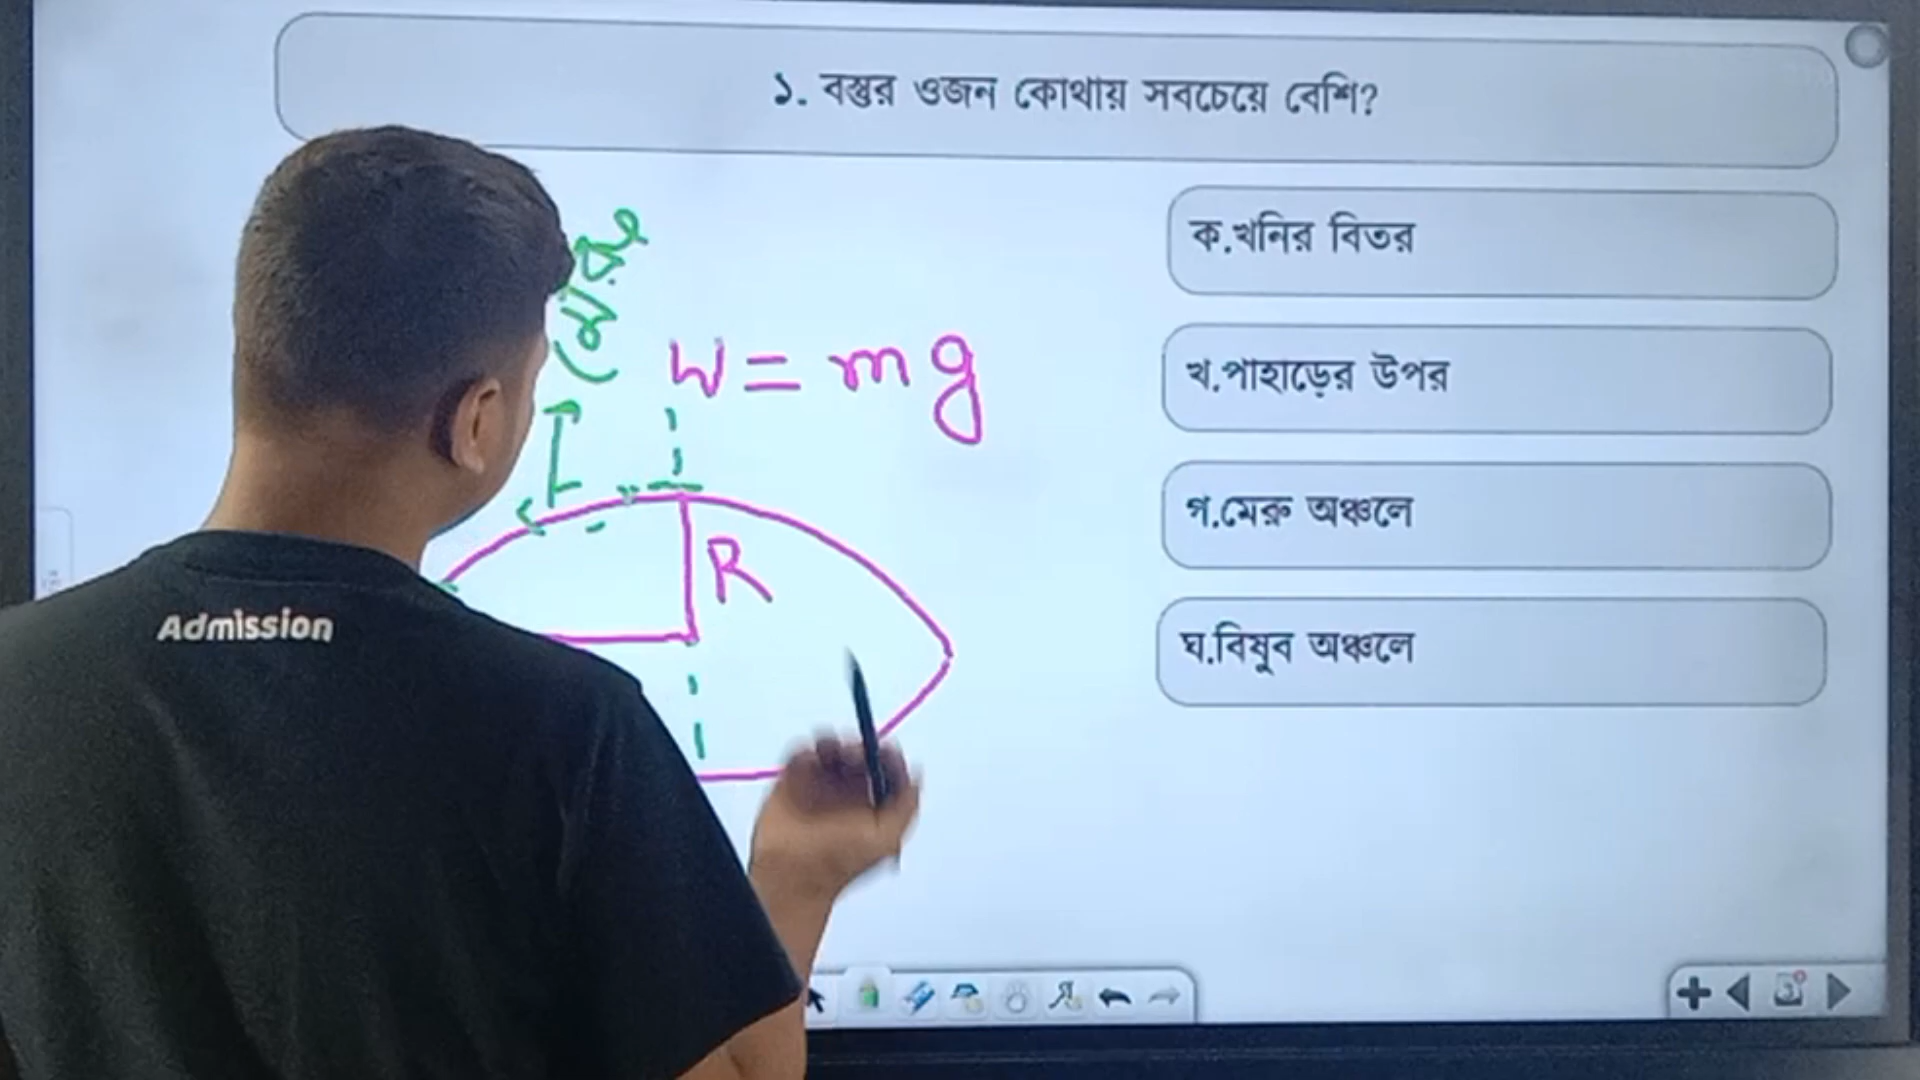 ১. বস্তুর ওজন কোথায় সবচেয়ে বেশি?
মেরু
W = mg
R
ক.খনির বিতর
খ.পাহাড়ের উপর
গ.মেরু অঞ্চলে
ঘ.বিষুব অঞ্চলে
Admission